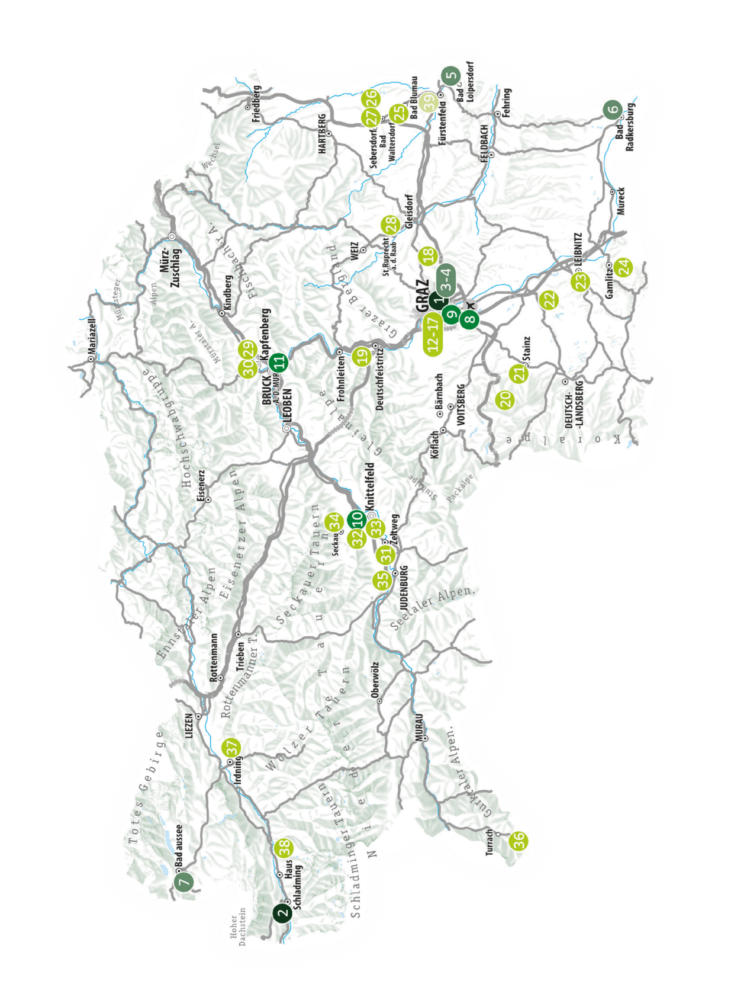 Mariazell
Mürzsteger
Alpen
Mürz-
Zuschlag
Wechsel
Friedberg
Fischbacher A.
Kindberg
Mürztaler A.
Hochschwabgruppe
Kapfenberg
29
30
11
BRUCK
A. D. MUR
LEOBEN
Eisenerz
Eisenerzer Alpen
Ennstaler Alpen
Totes Gebirge
Bad aussee
7
LIEZEN
Rottenmann
Trieben
Rottenmanner T.
37
Irdning
38
Haus
Schladming
2
Hoher
Dachstein
Schladminger Tauern
Wölzer Tauern
Niedere Tauern
Seckauer Tauern
34
Seckau
10
32
33
Knittelfeld
Zeltweg
31
35
JUDENBURG
Seetaler Alpen.
Oberwölz
MURAU
Gurktaler Alpen.
Turrach
36
Gleinalpe
Stubalpe
Packalpe
Frohnleiten
19
Deutschfeistritz
Grazer Bergland
WEIZ
St.Ruprecht
a. d. Raab
28
Gleisdorf
18
HARTBERG
26
27
Sebersdorf
Bad
Waltersdorf
25
Bad Blumau
39
Fürstenfeld
5
Bad
Loipersdorf
Fehring
FELDBACH
6
Bad
Radkersburg
Mureck
GRAZ
1
3-4
9
8
12-17
Bärnbach
VOITSBERG
Köflach
20
21
Stainz
DEUTSCH-
-LANDSBERG
Koralpe
22
LEIBNITZ
23
Gamlitz
24